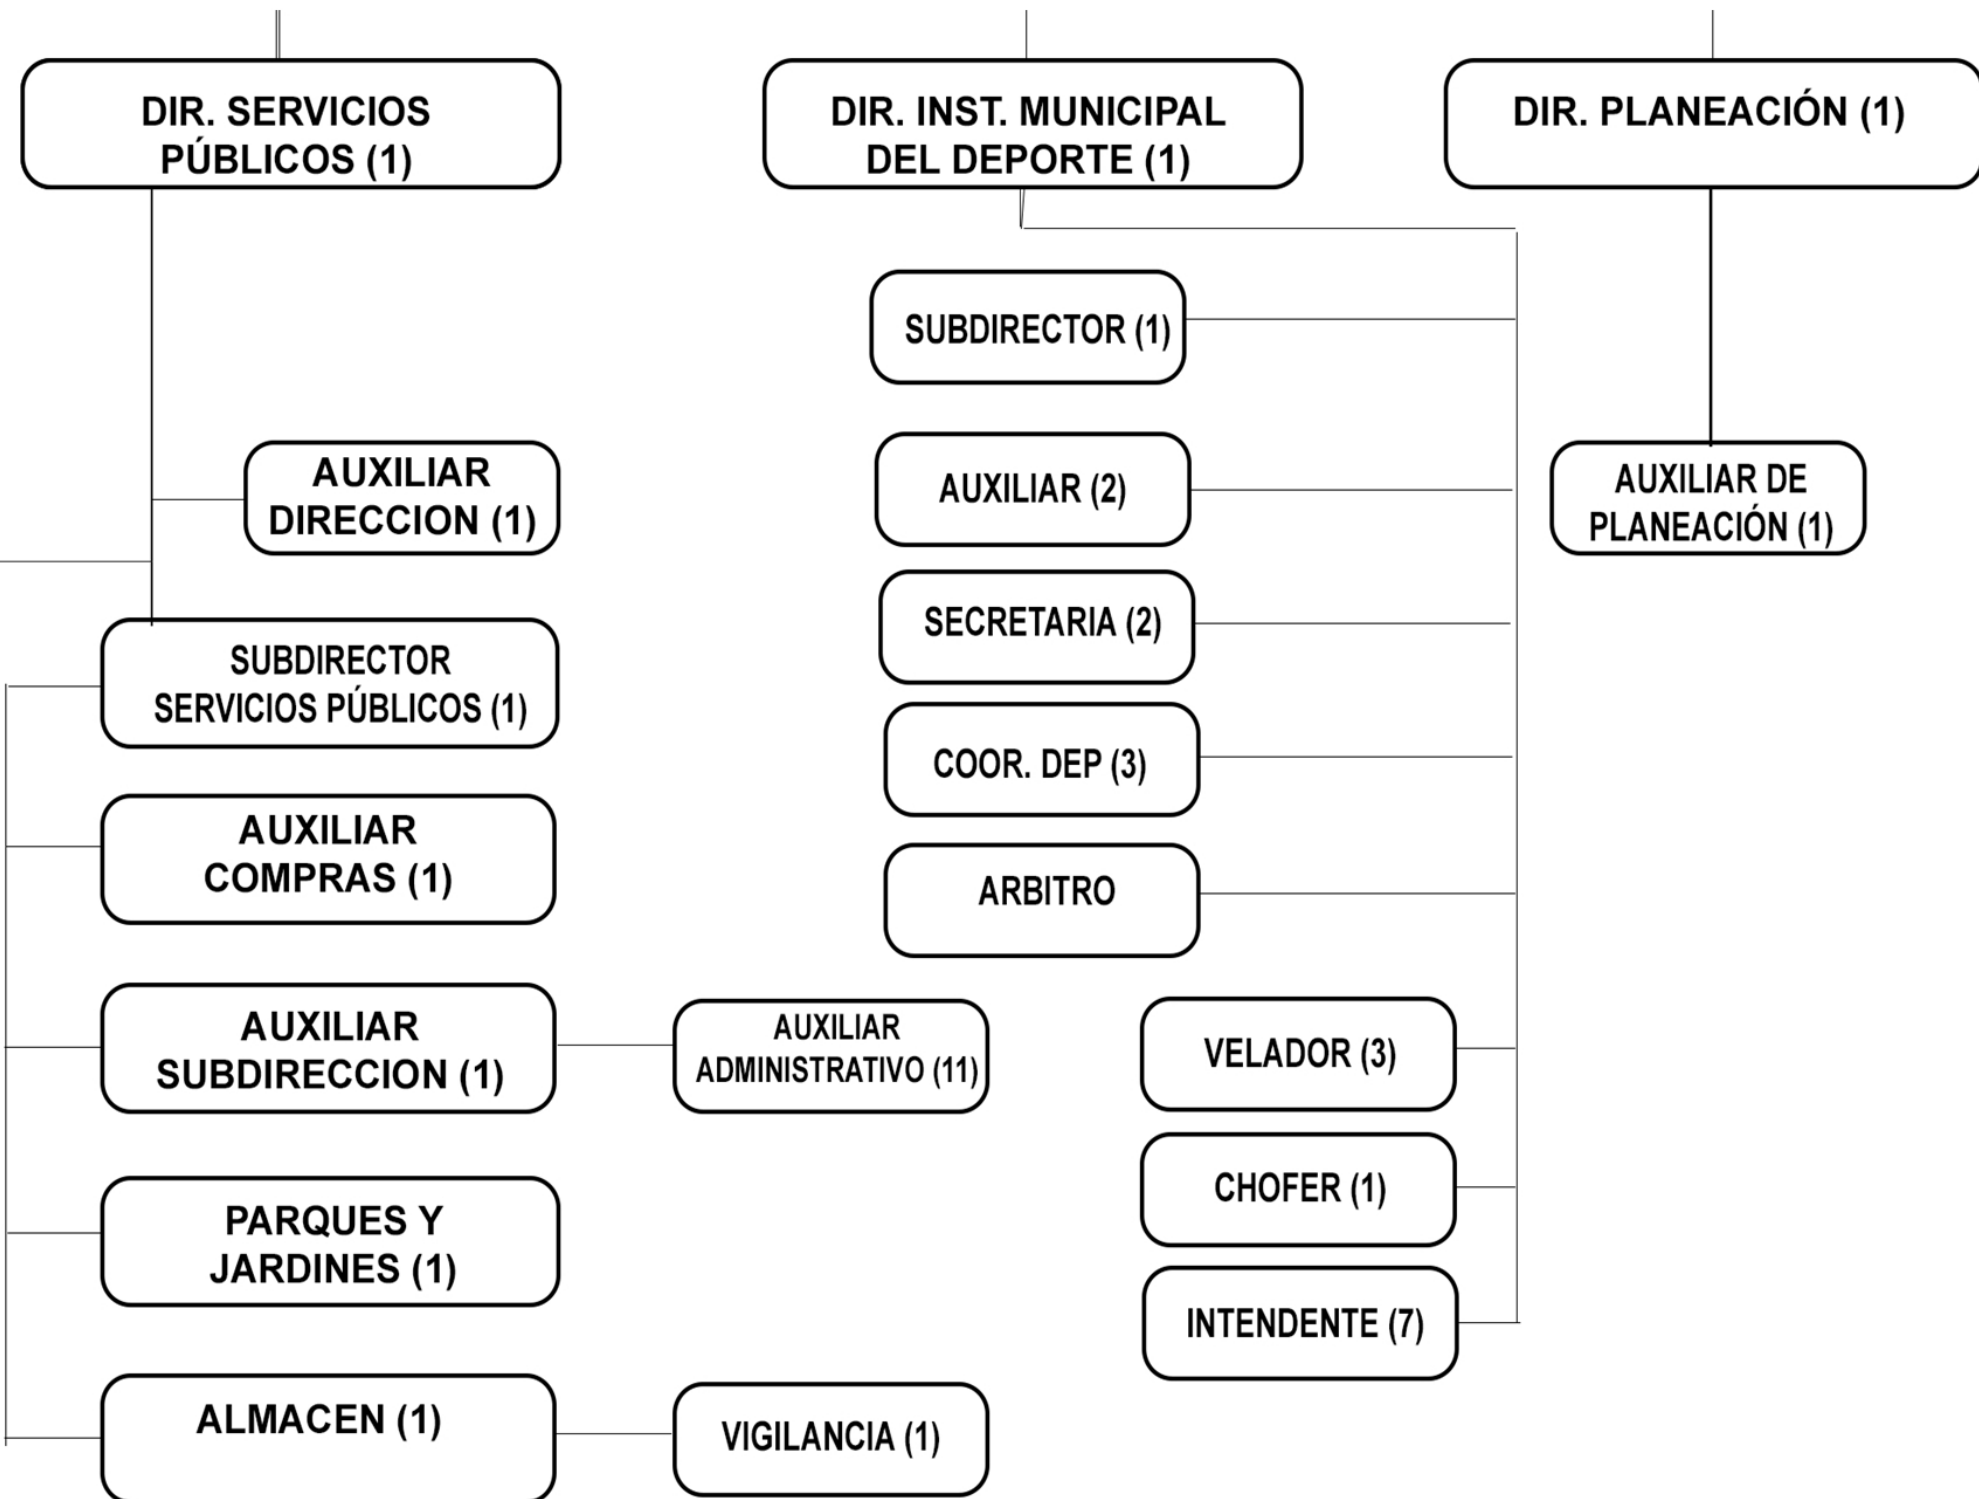 DIR. SERVICIOS
PÚBLICOS (1)
DIR. INST. MUNICIPAL
DEL DEPORTE (1)
DIR. PLANEACIÓN (1)
SUBDIRECTOR (1)
AUXILIAR
DIRECCION (1)
AUXILIAR (2)
AUXILIAR DE
PLANEACIÓN (1)
SECRETARIA (2)
SUBDIRECTOR
SERVICIOS PÚBLICOS (1)
COOR. DEP (3)
AUXILIAR
COMPRAS (1)
ARBITRO
AUXILIAR
SUBDIRECCION (1)
AUXILIAR
ADMINISTRATIVO (11)
VELADOR (3)
CHOFER (1)
PARQUES Y
JARDINES (1)
INTENDENTE (7)
ALMACEN (1)
VIGILANCIA (1)